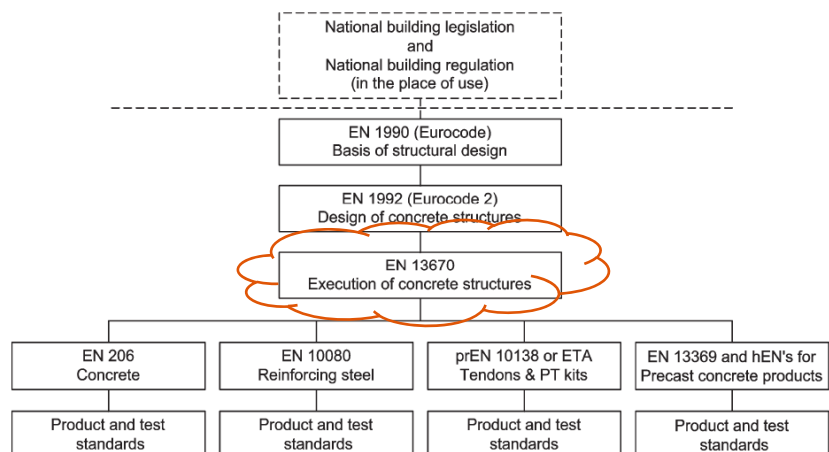 National building legislation
and
National building regulation
(in the place of use)
EN 1990 (Eurocode)
Basis of structural design
EN 1992 (Eurocode 2)
Design of concrete structures
EN 13670
Execution of concrete structures
EN 206
Concrete
EN 10080
Reinforcing steel
prEN 10138 or ETA
Tendons & PT kits
EN 13369 and hEN's for
Precast concrete products
Product and test
standards
Product and test
standards
Product and test
standards
Product and test
standards